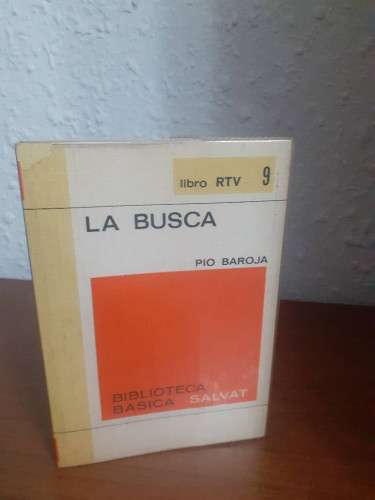 libro RTV 9
LA BUSCA
PIO BAROJA
BIBLIOTECA
BASICA SALVAT